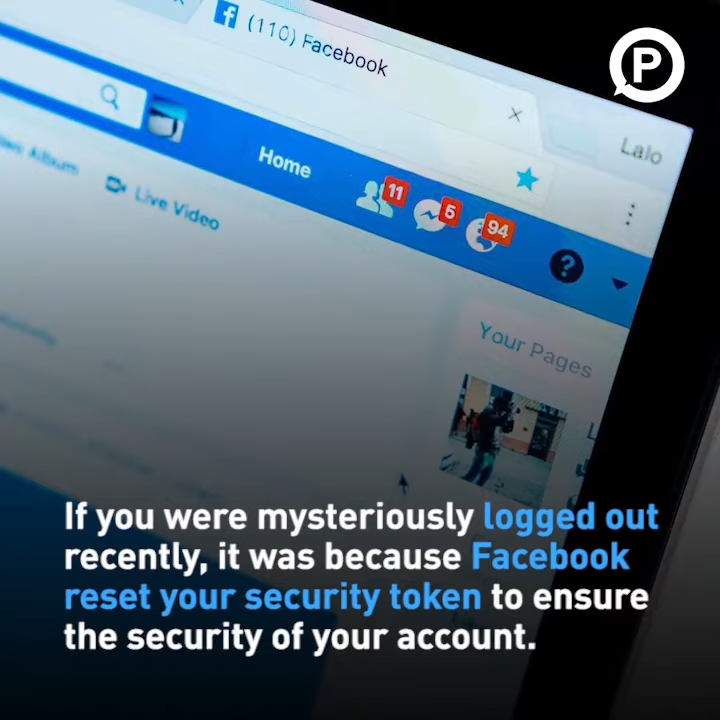 (110) Facebook
Lalo
Home
11
5
94
?
Live Video
Album
Your Pages
P
If you were mysteriously logged out
recently, it was because Facebook
reset your security token to ensure
the security of your account.